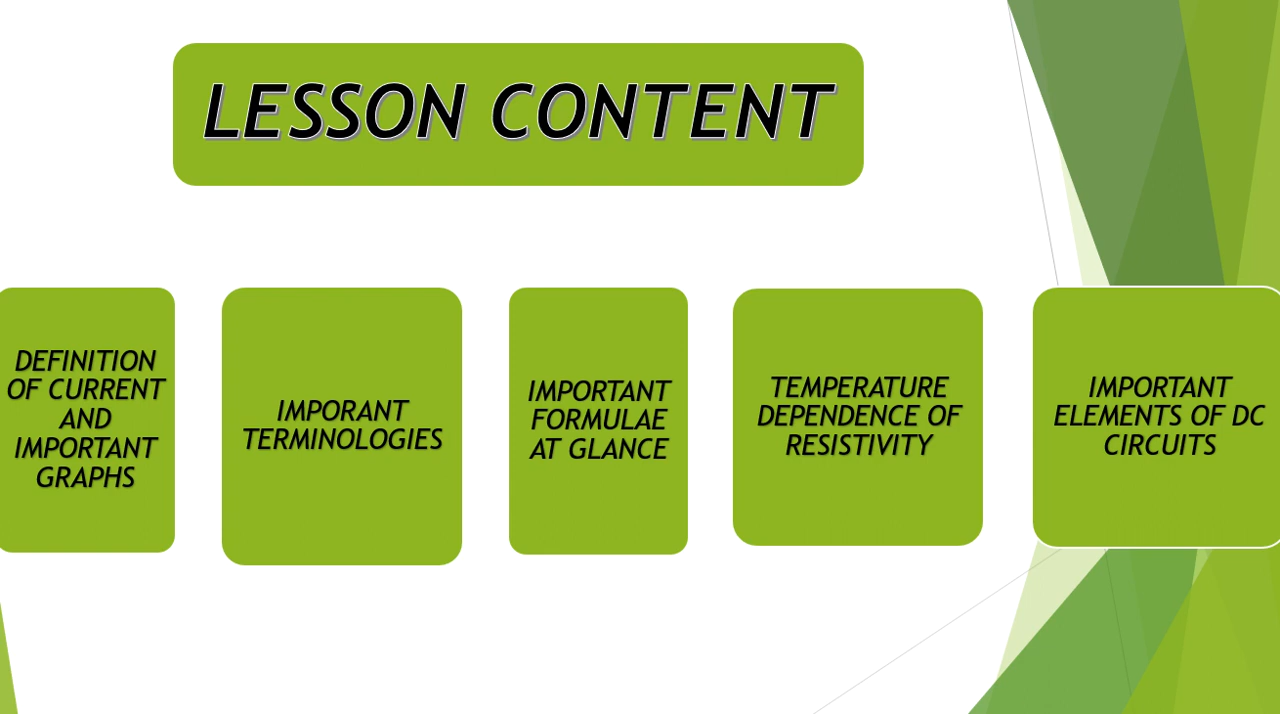 LESSON CONTENT
DEFINITION
OF CURRENT
AND
IMPORTANT
GRAPHS
IMPORANT
TERMINOLOGIES
IMPORTANT
FORMULAE
AT GLANCE
TEMPERATURE
DEPENDENCE OF
RESISTIVITY
IMPORTANT
ELEMENTS OF DC
CIRCUITS